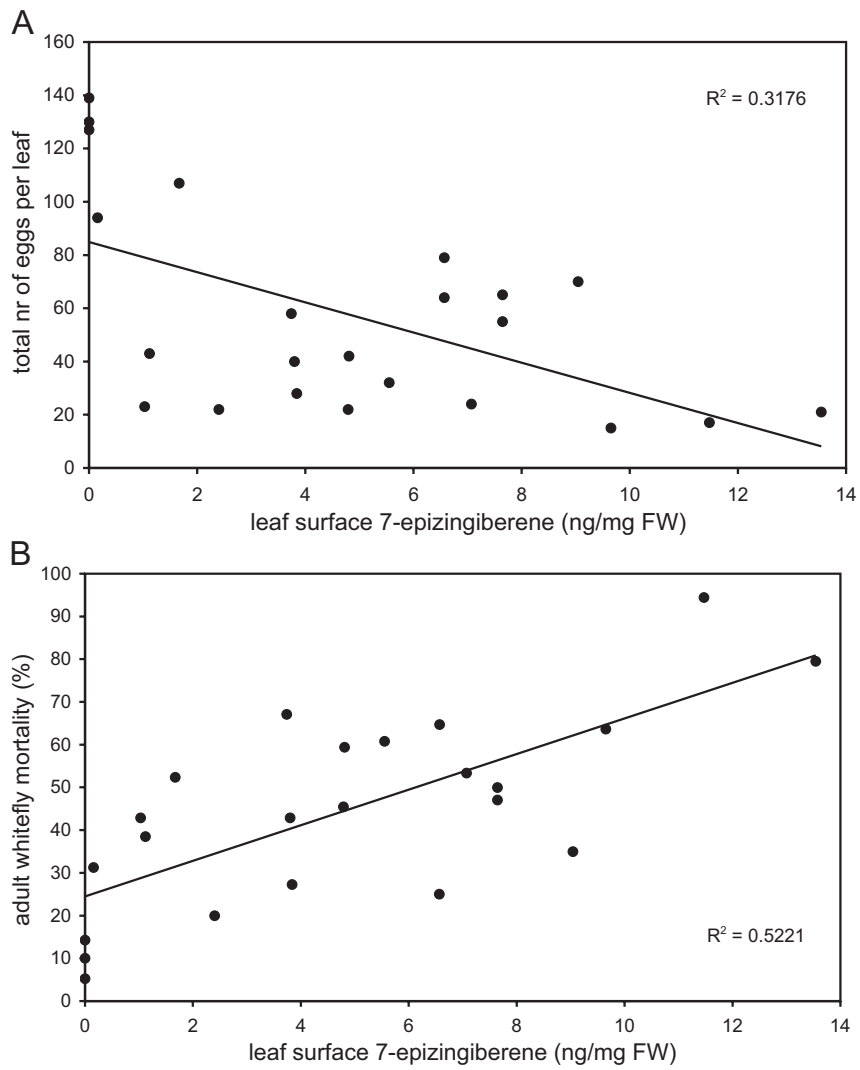 A
160
140
120
100
80
60
40
20
0
total nr of eggs per leaf
R² = 0.3176
0 2 4 6 8 10 12 14
leaf surface 7-epizingiberene (ng/mg FW)
B
100
90
80
70
60
50
40
30
20
10
0
adult whitefly mortality (%)
R² = 0.5221
0 2 4 6 8 10 12 14
leaf surface 7-epizingiberene (ng/mg FW)